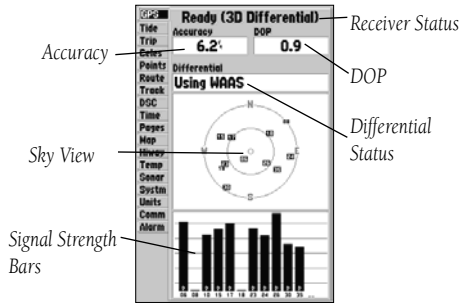 GPS
Tide
Trip
Celes
Points
Route
Track
DSC
Time
Pages
Map
Hiway
Temp
Sonar
Systm
Units
Comm
Alarm
Ready (3D Differential)
Accuracy
DOP
6.2
0.9
Differential
Using WAAS
N
W
E
S
Receiver Status
Accuracy
DOP
Differential
Status
Sky View
Signal Strength
Bars